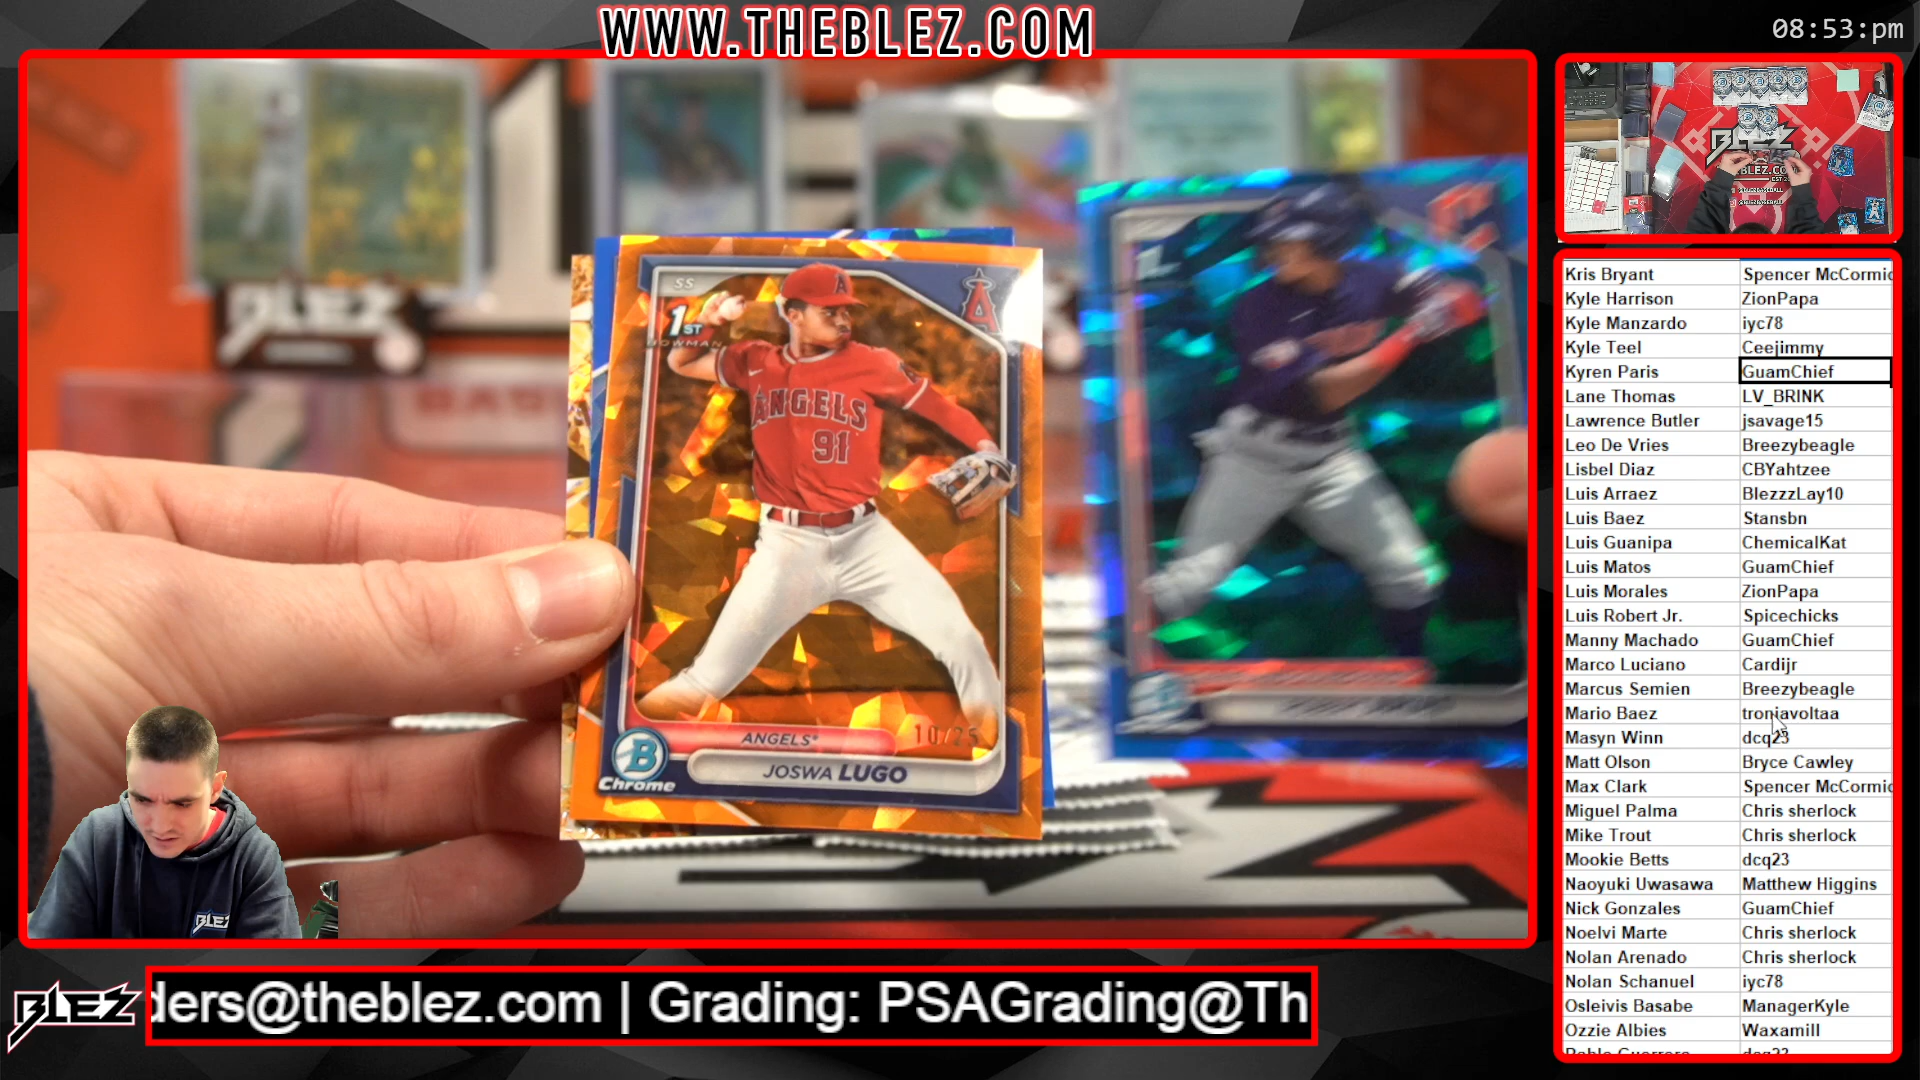 WWW.THEBLEZ.COM
08:53:pm
BLEZ
SS
1ST
BOWMAN
A
A
ANGELS
91
ANGELS*
10/25
JOSWA LUGO
B
Chrome
BLEZ
BLEZ
ders@theblez.com | Grading: PSAGrading@Th
BLEZ
Kris Bryant Spencer McCormic
Kyle Harrison ZionPapa
Kyle Manzardo iyc78
Kyle Teel Ceejimmy
Kyren Paris GuamChief
Lane Thomas LV_BRINK
Lawrence Butler jsavage15
Leo De Vries Breezybeagle
Lisbel Diaz CBYahtzee
Luis Arraez BlezzzLay10
Luis Baez Stansbn
Luis Guanipa ChemicalKat
Luis Matos GuamChief
Luis Morales ZionPapa
Luis Robert Jr. Spicechicks
Manny Machado GuamChief
Marco Luciano Cardijr
Marcus Semien Breezybeagle
Mario Baez troniavoltaa
Masyn Winn dcq23
Matt Olson Bryce Cawley
Max Clark Spencer McCormic
Miguel Palma Chris sherlock
Mike Trout Chris sherlock
Mookie Betts dcq23
Naoyuki Uwasawa Matthew Higgins
Nick Gonzales GuamChief
Noelvi Marte Chris sherlock
Nolan Arenado Chris sherlock
Nolan Schanuel iyc78
Osleivis Basabe ManagerKyle
Ozzie Albies Waxamill